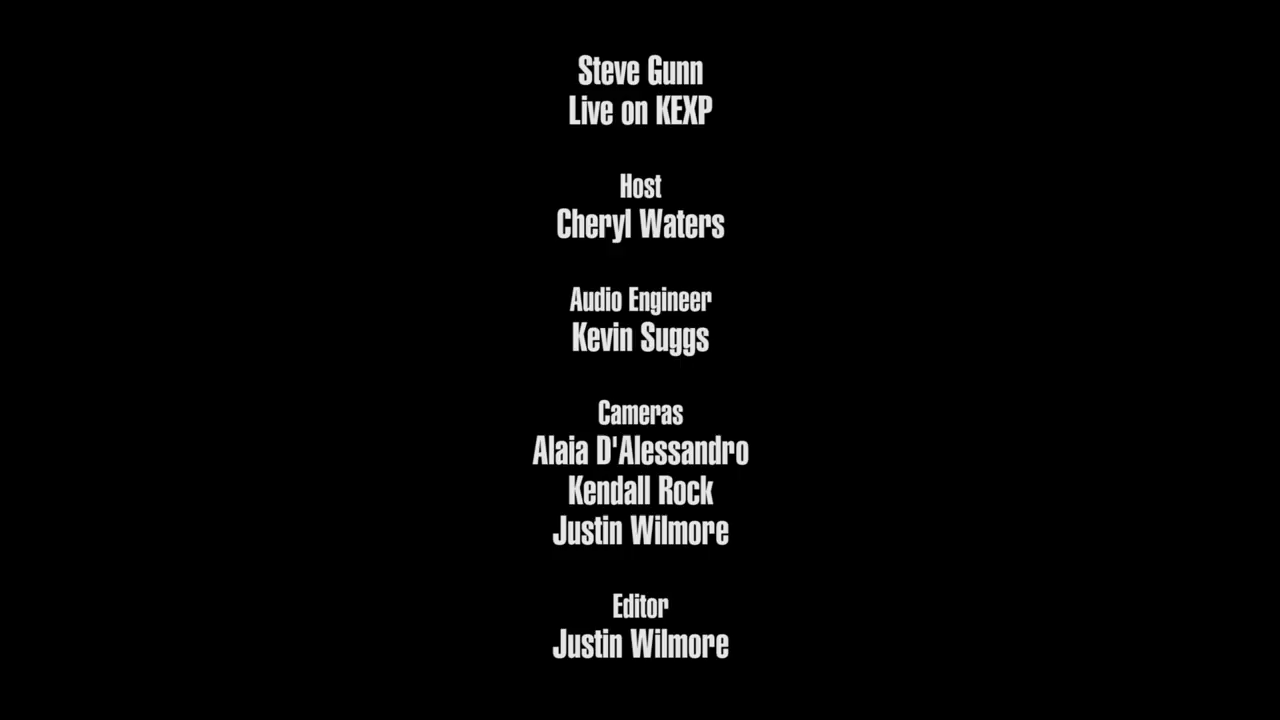 Steve Gunn
Live on KEXP
Host
Cheryl Waters
Audio Engineer
Kevin Suggs
Cameras
Alaia D'Alessandro
Kendall Rock
Justin Wilmore
Editor
Justin Wilmore